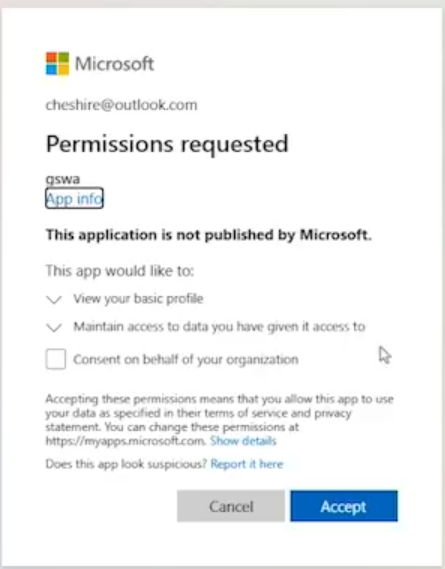 Microsoft
cheshire@outlook.com
Permissions requested
gswa
App info
This application is not published by Microsoft.
This app would like to:
View your basic profile
Maintain access to data you have given it access to
Consent on behalf of your organization
Accepting these permissions means that you allow this app to use
your data as specified in their terms of service and privacy
statement. You can change these permissions at
https://myapps.microsoft.com. Show details
Does this app look suspicious? Report it here
Cancel
Accept